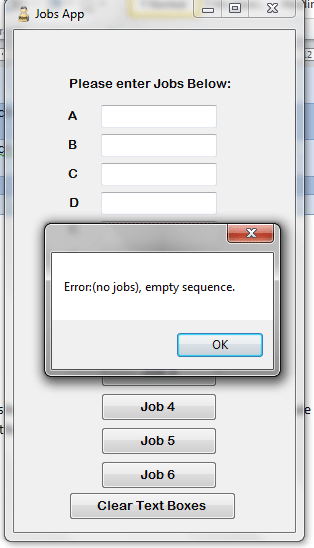 Jobs App
Please enter Jobs Below:
A
B
C
D
Error:(no jobs), empty sequence.
OK
Job 4
Job 5
Job 6
Clear Text Boxes